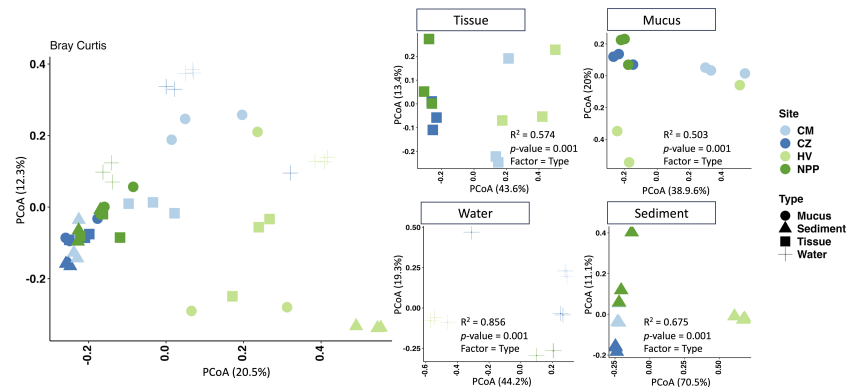 Bray Curtis
0.4
0.2
0.0
-0.2
PCoA (12.3%)
-0.2
0.0
0.2
0.4
PCoA (20.5%)
Tissue
0.2
0.1
0.0
-0.1
-0.2
PCoA (13.4%)
R² = 0.574
p-value = 0.001
Factor = Type
-0.2
0.0
0.2
0.4
PCoA (43.6%)
Mucus
0.2
0.0
0.4
PCoA (20%)
R² = 0.503
p-value = 0.001
Factor = Type
-0.2
0.0
0.2
0.4
PCoA (38.9.6%)
Water
0.50
0.25
0.00
-0.25
PCoA (19.3%)
R² = 0.856
p-value = 0.001
Factor = Type
-0.6
-0.4
-0.2
0.0
0.2
PCoA (44.2%)
Sediment
0.4
0.2
0.0
-0.2
PCoA (11.1%)
R² = 0.675
p-value = 0.001
Factor = Type
-0.25
0.00
0.25
0.50
PCoA (70.5%)
Site
CM
CZ
HV
NPP
Type
Mucus
Sediment
Tissue
Water